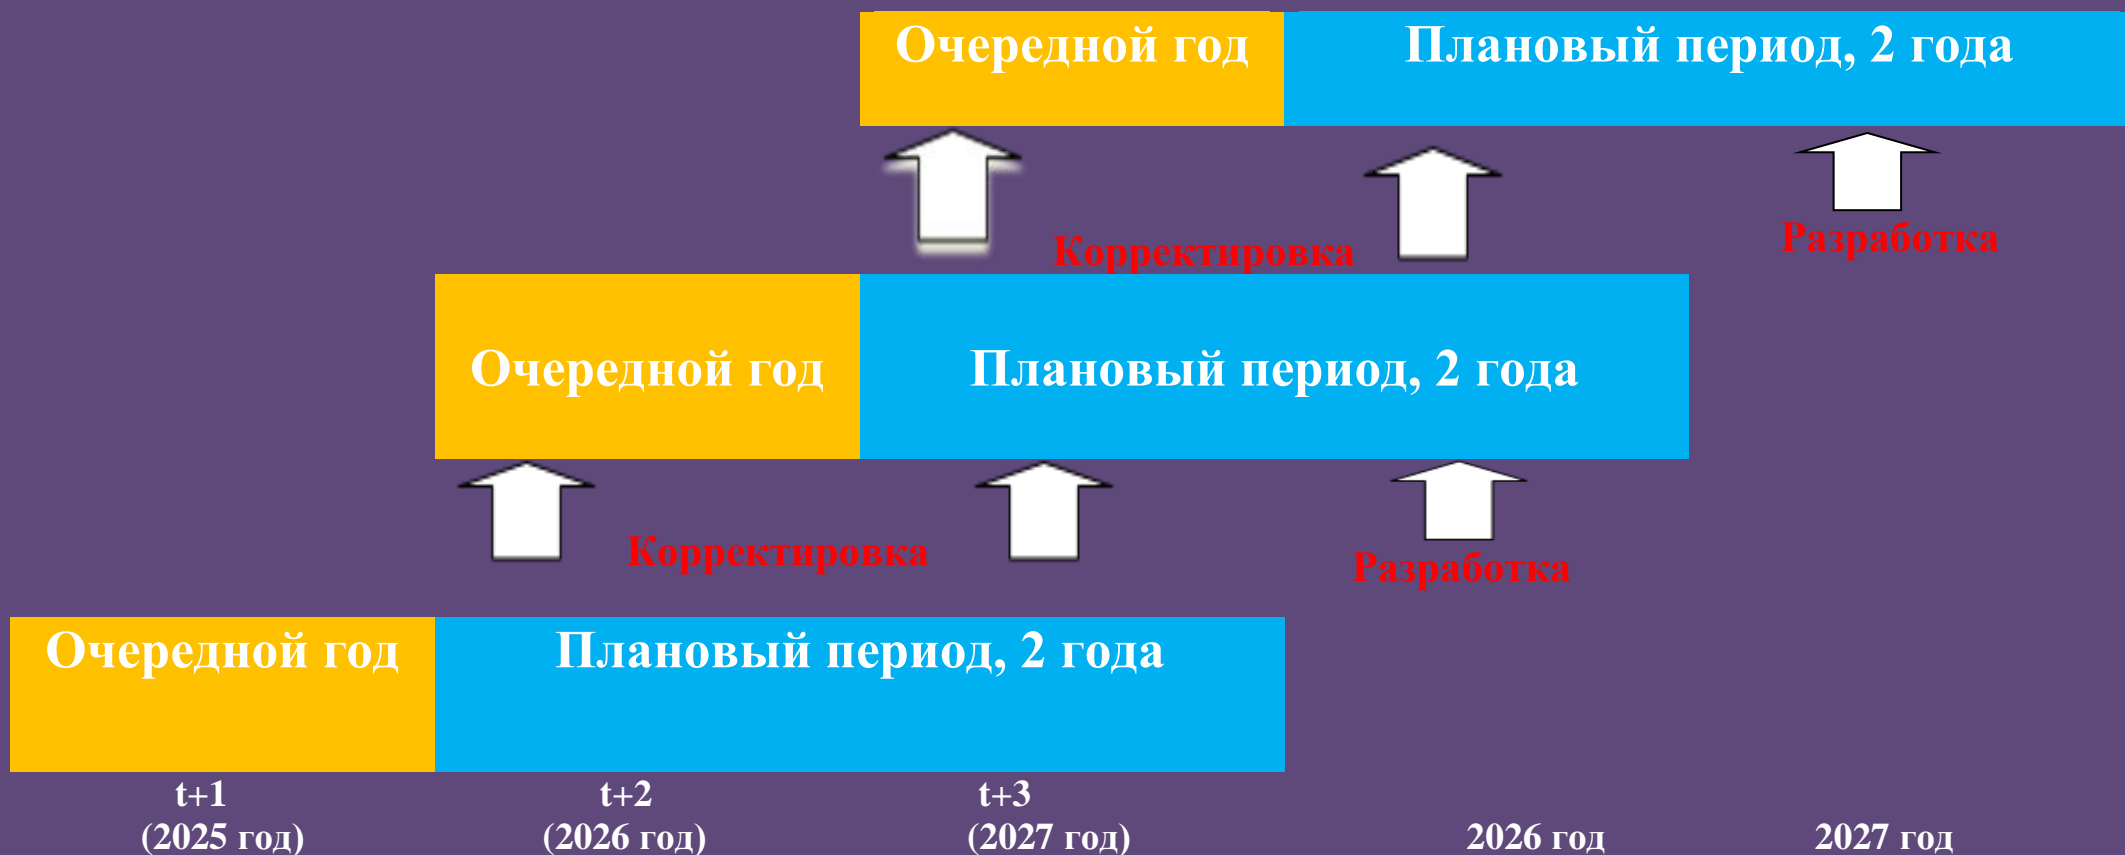 Очередной год
Плановый период, 2 года
Корректировка
Разработка
Очередной год
Плановый период, 2 года
Корректировка
Разработка
Очередной год
Плановый период, 2 года
t+1
(2025 год)
t+2
(2026 год)
t+3
(2027 год)
2026 год
2027 год